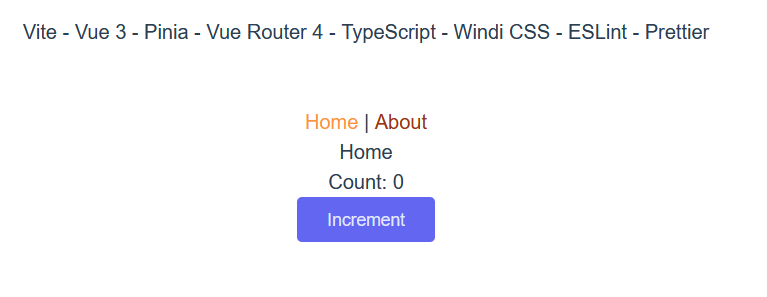 Vite - Vue 3 - Pinia - Vue Router 4 - TypeScript - Windi CSS - ESLint - Prettier
Home | About
Home
Count: 0
Increment